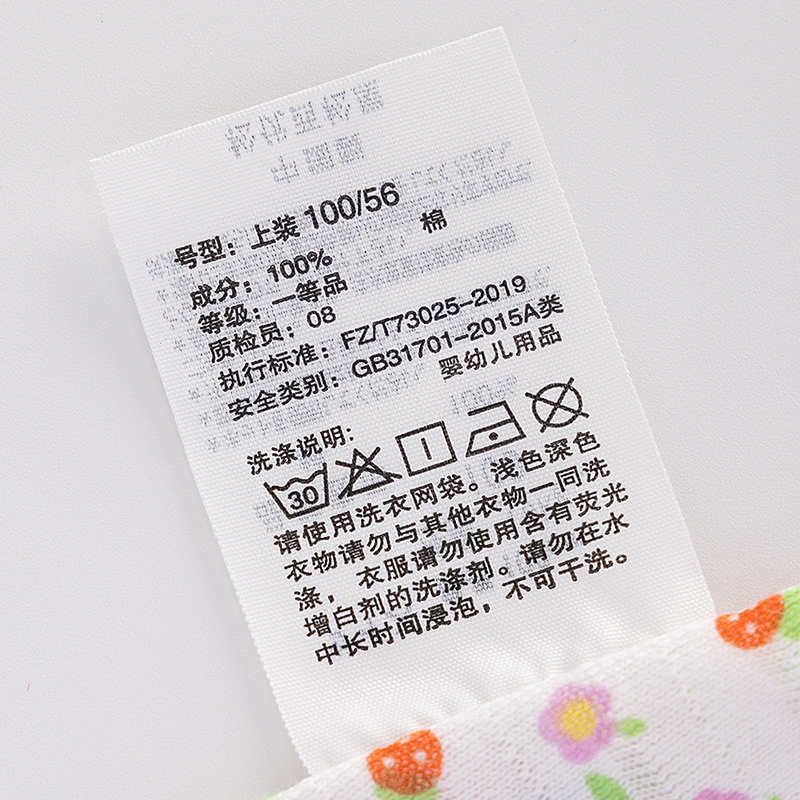 号型：上装 100/56
成分：100% 棉
等级：一等品
质检员：08
执行标准：FZ/T73025-2019
安全类别：GB31701-2015A类
婴幼儿用品
洗涤说明：
30
请使用洗衣网袋。浅色深色
衣物请勿与其他衣物一同洗
涤，衣服请勿使用含有荧光
增白剂的洗涤剂。请勿在水
中长时间浸泡，不可干洗。